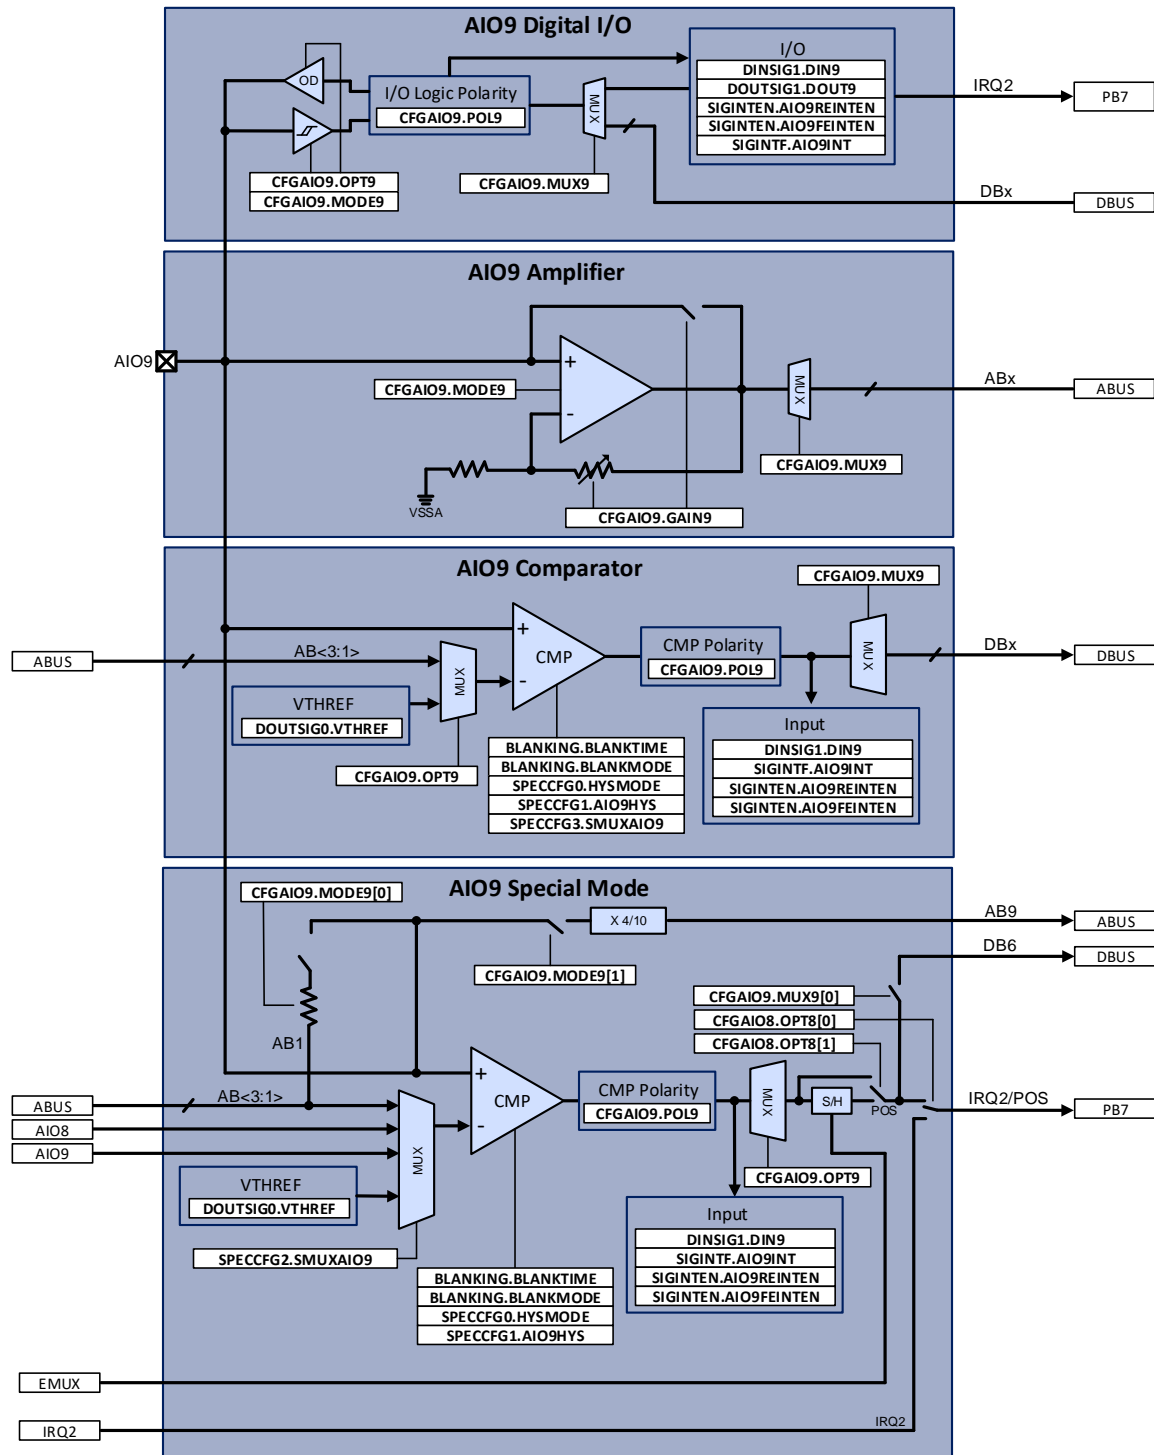 AIO9 Digital I/O
OD
I/O Logic Polarity
CFGAIO9.POL9
MUX
I/O
DINSIG1.DIN9
DOUTSIG1.DOUT9
SIGINTEN.AIO9REINTEN
SIGINTEN.AIO9FEINTEN
SIGINTF.AIO9INT
IRQ2
PB7
CFGAIO9.OPT9
CFGAIO9.MODE9
CFGAIO9.MUX9
DBx
DBUS
AIO9 Amplifier
AIO9
+
-
CFGAIO9.MODE9
MUX
ABx
ABUS
CFGAIO9.MUX9
VSSA
CFGAIO9.GAIN9
AIO9 Comparator
CFGAIO9.MUX9
ABUS
AB<3:1>
MUX
+
-
CMP
CMP Polarity
CFGAIO9.POL9
MUX
DBx
DBUS
VTHREF
DOUTSIG0.VTHREF
CFGAIO9.OPT9
BLANKING.BLANKTIME
BLANKING.BLANKMODE
SPECCFG0.HYSMODE
SPECCFG1.AIO9HYS
SPECCFG3.SMUXAIO9
Input
DINSIG1.DIN9
SIGINTF.AIO9INT
SIGINTEN.AIO9REINTEN
SIGINTEN.AIO9FEINTEN
AIO9 Special Mode
CFGAIO9.MODE9[0]
X 4/10
AB9
ABUS
CFGAIO9.MODE9[1]
DB6
DBUS
CFGAIO9.MUX9[0]
CFGAIO8.OPT8[0]
CFGAIO8.OPT8[1]
AB1
ABUS
AB<3:1>
AIO8
AIO9
MUX
+
-
CMP
CMP Polarity
CFGAIO9.POL9
MUX
S/H
POS
IRQ2/POS
PB7
VTHREF
DOUTSIG0.VTHREF
CFGAIO9.OPT9
SPECCFG2.SMUXAIO9
BLANKING.BLANKTIME
BLANKING.BLANKMODE
SPECCFG0.HYSMODE
SPECCFG1.AIO9HYS
Input
DINSIG1.DIN9
SIGINTF.AIO9INT
SIGINTEN.AIO9REINTEN
SIGINTEN.AIO9FEINTEN
EMUX
IRQ2
IRQ2